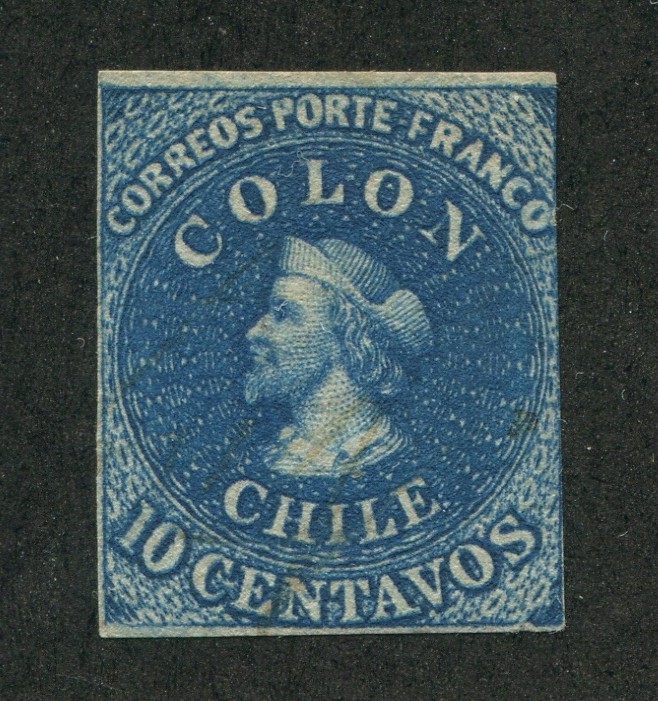 CORREOS PORTE FRANCO
COLON
CHILE
10 CENTAVOS